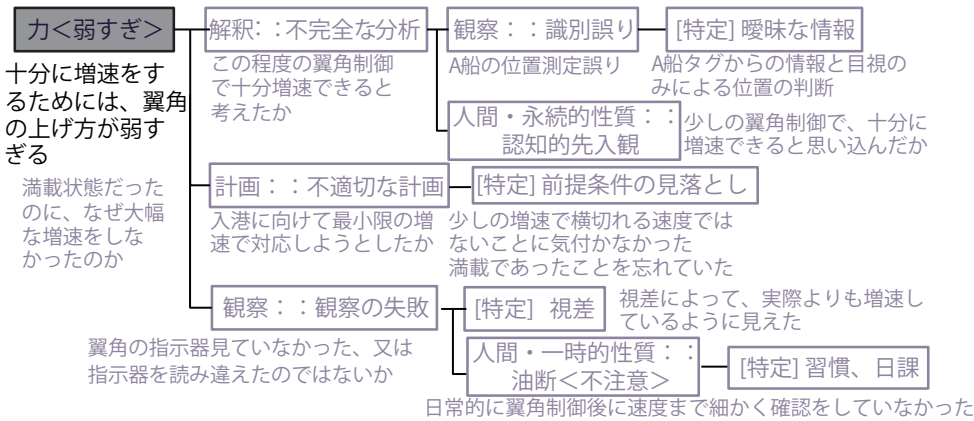 力＜弱すぎ＞
十分に増速をす
るためには、翼角
の上げ方が弱す
ぎる
満載状態だった
のに、なぜ大幅
な増速をしな
かったのか
解釈：：不完全な分析
この程度の翼角制御
で十分増速できると
考えたか
観察：：識別誤り
A船の位置測定誤り
[特定] 曖昧な情報
A船タグからの情報と目視の
みによる位置の判断
人間・永続的性質：：
認知的先入観
少しの翼角制御で、十分に
増速できると思い込んだか
計画：：不適切な計画
入港に向けて最小限の増
速で対応しようとしたか
[特定] 前提条件の見落とし
少しの増速で横切れる速度では
ないことに気付かなかった
満載であったことを忘れていた
観察：：観察の失敗
翼角の指示器見ていなかった、又は
指示器を読み違えたのではないか
[特定] 視差
視差によって、実際よりも増速し
ているように見えた
人間・一時的性質：：
油断＜不注意＞
[特定] 習慣、日課
日常的に翼角制御後に速度まで細かく確認をしていなかった